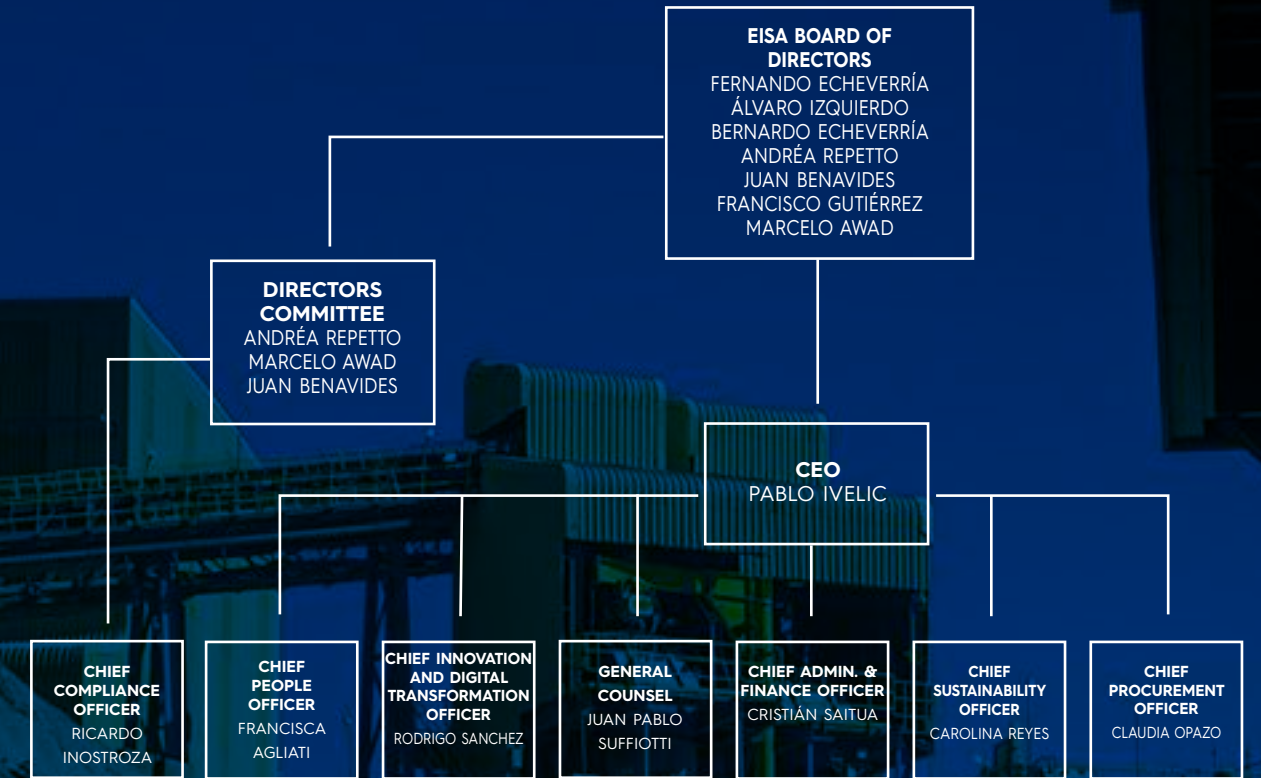 EISA BOARD OF
DIRECTORS
FERNANDO ECHEVERRÍA
ÁLVARO IZQUIERDO
BERNARDO ECHEVERRÍA
ANDRÉA REPETTO
JUAN BENAVIDES
FRANCISCO GUTIÉRREZ
MARCELO AWAD
DIRECTORS
COMMITTEE
ANDRÉA REPETTO
MARCELO AWAD
JUAN BENAVIDES
CEO
PABLO IVELIC
CHIEF
COMPLIANCE
OFFICER
RICARDO
INOSTROZA
CHIEF
PEOPLE
OFFICER
FRANCISCA
AGLIATI
CHIEF INNOVATION
AND DIGITAL
TRANSFORMATION
OFFICER
RODRIGO SANCHEZ
GENERAL
COUNSEL
JUAN PABLO
SUFFIOTTI
CHIEF ADMIN. &
FINANCE OFFICER
CRISTIÁN SAITUA
CHIEF
SUSTAINABILITY
OFFICER
CAROLINA REYES
CHIEF
PROCUREMENT
OFFICER
CLAUDIA OPAZO